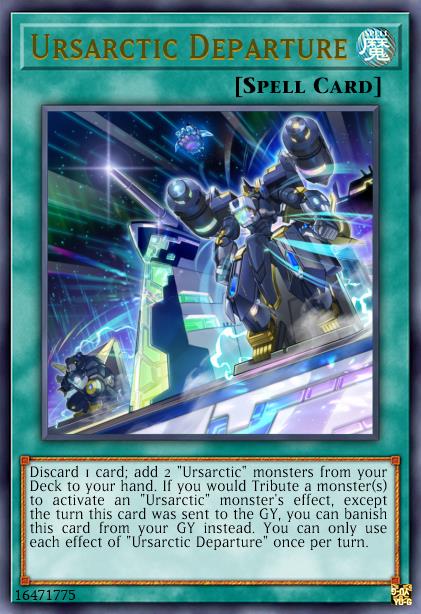 URSARCTIC DEPARTURE
SPELL
魔
[SPELL CARD]
Discard 1 card; add 2 "Ursarctic" monsters from your
Deck to your hand. If you would Tribute a monster(s)
to activate an "Ursarctic" monster's effect, except
the turn this card was sent to the GY, you can banish
this card from your GY instead. You can only use
each effect of "Ursarctic Departure" once per turn.
16471775